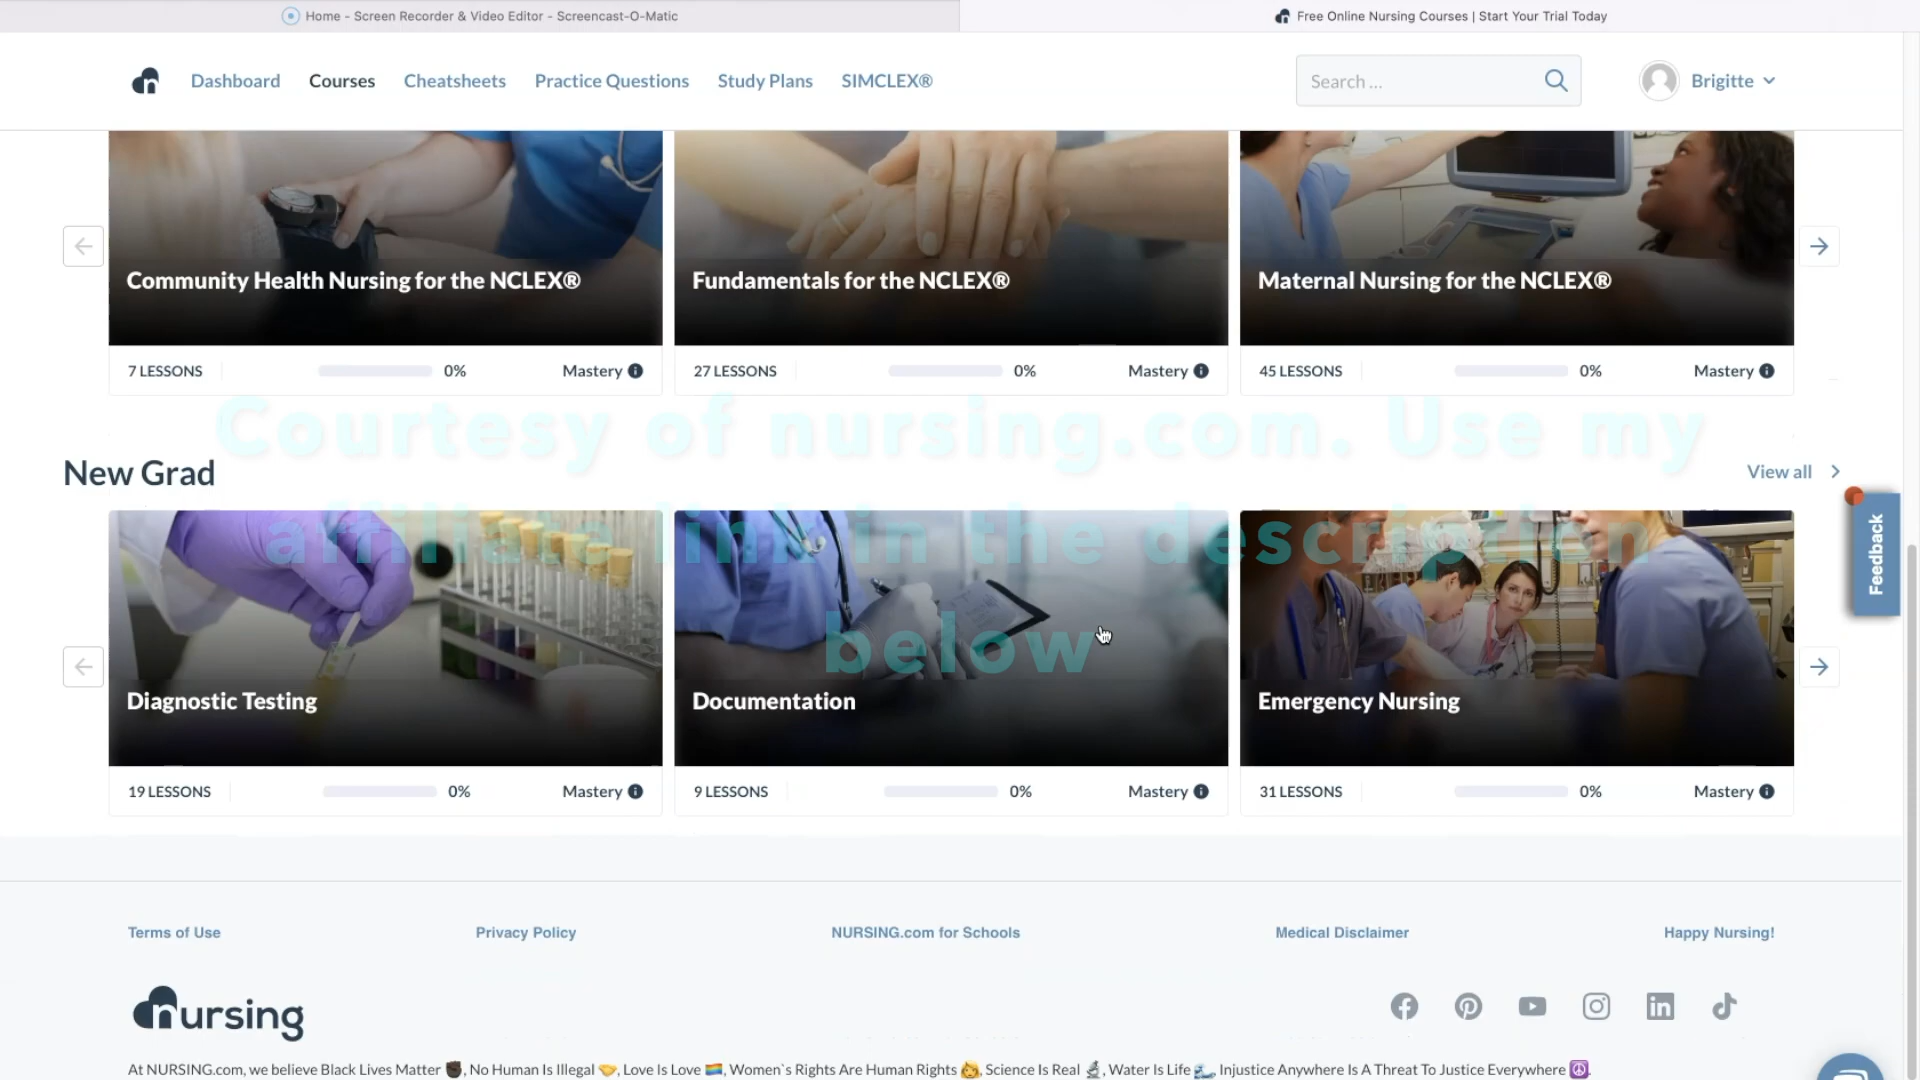 Home - Screen Recorder & Video Editor - Screencast-O-Matic
Free Online Nursing Courses | Start Your Trial Today
Dashboard Courses Cheatsheets Practice Questions Study Plans SIMCLEX®
Search ...
Brigitte
Community Health Nursing for the NCLEX®
Fundamentals for the NCLEX®
Maternal Nursing for the NCLEX®
7 LESSONS 0% Mastery
27 LESSONS 0% Mastery
45 LESSONS 0% Mastery
Courtesy of nursing.com. Use my
affiliate link in the description
below
New Grad
View all
Feedback
Diagnostic Testing
Documentation
Emergency Nursing
19 LESSONS 0% Mastery
9 LESSONS 0% Mastery
31 LESSONS 0% Mastery
Terms of Use
Privacy Policy
NURSING.com for Schools
Medical Disclaimer
Happy Nursing!
nursing
At NURSING.com, we believe Black Lives Matter ✊🏿, No Human Is Illegal 🤝, Love Is Love 🏳️‍🌈, Women`s Rights Are Human Rights 👩, Science Is Real 🔬, Water Is Life 🌊, Injustice Anywhere Is A Threat To Justice Everywhere ☮️.